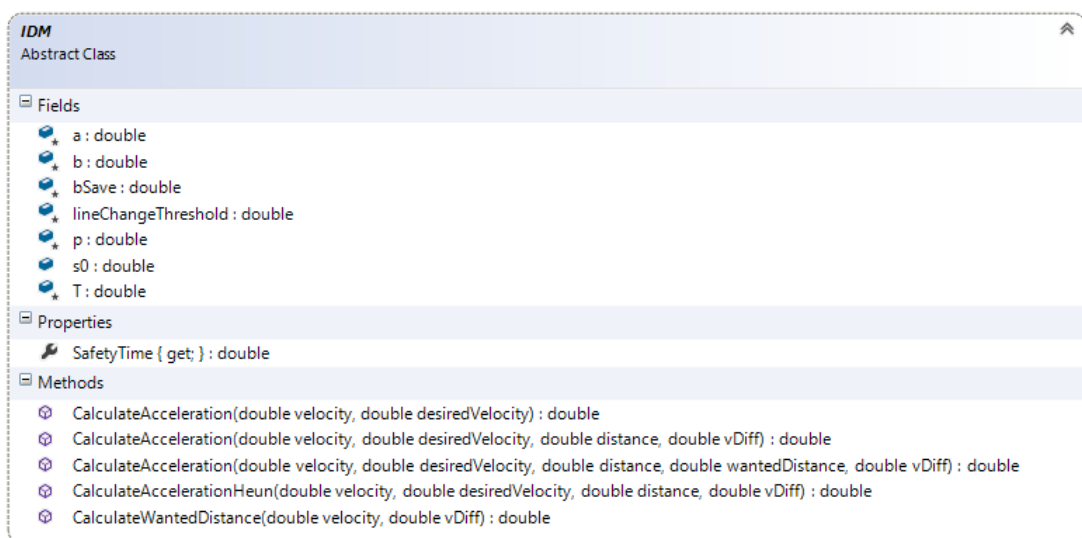 IDM
Abstract Class
Fields
a : double
b : double
bSave : double
lineChangeThreshold : double
p : double
s0 : double
T : double
Properties
SafetyTime { get; } : double
Methods
CalculateAcceleration(double velocity, double desiredVelocity) : double
CalculateAcceleration(double velocity, double desiredVelocity, double distance, double vDiff) : double
CalculateAcceleration(double velocity, double desiredVelocity, double distance, double wantedDistance, double vDiff) : double
CalculateAccelerationHeun(double velocity, double desiredVelocity, double distance, double vDiff) : double
CalculateWantedDistance(double velocity, double vDiff) : double